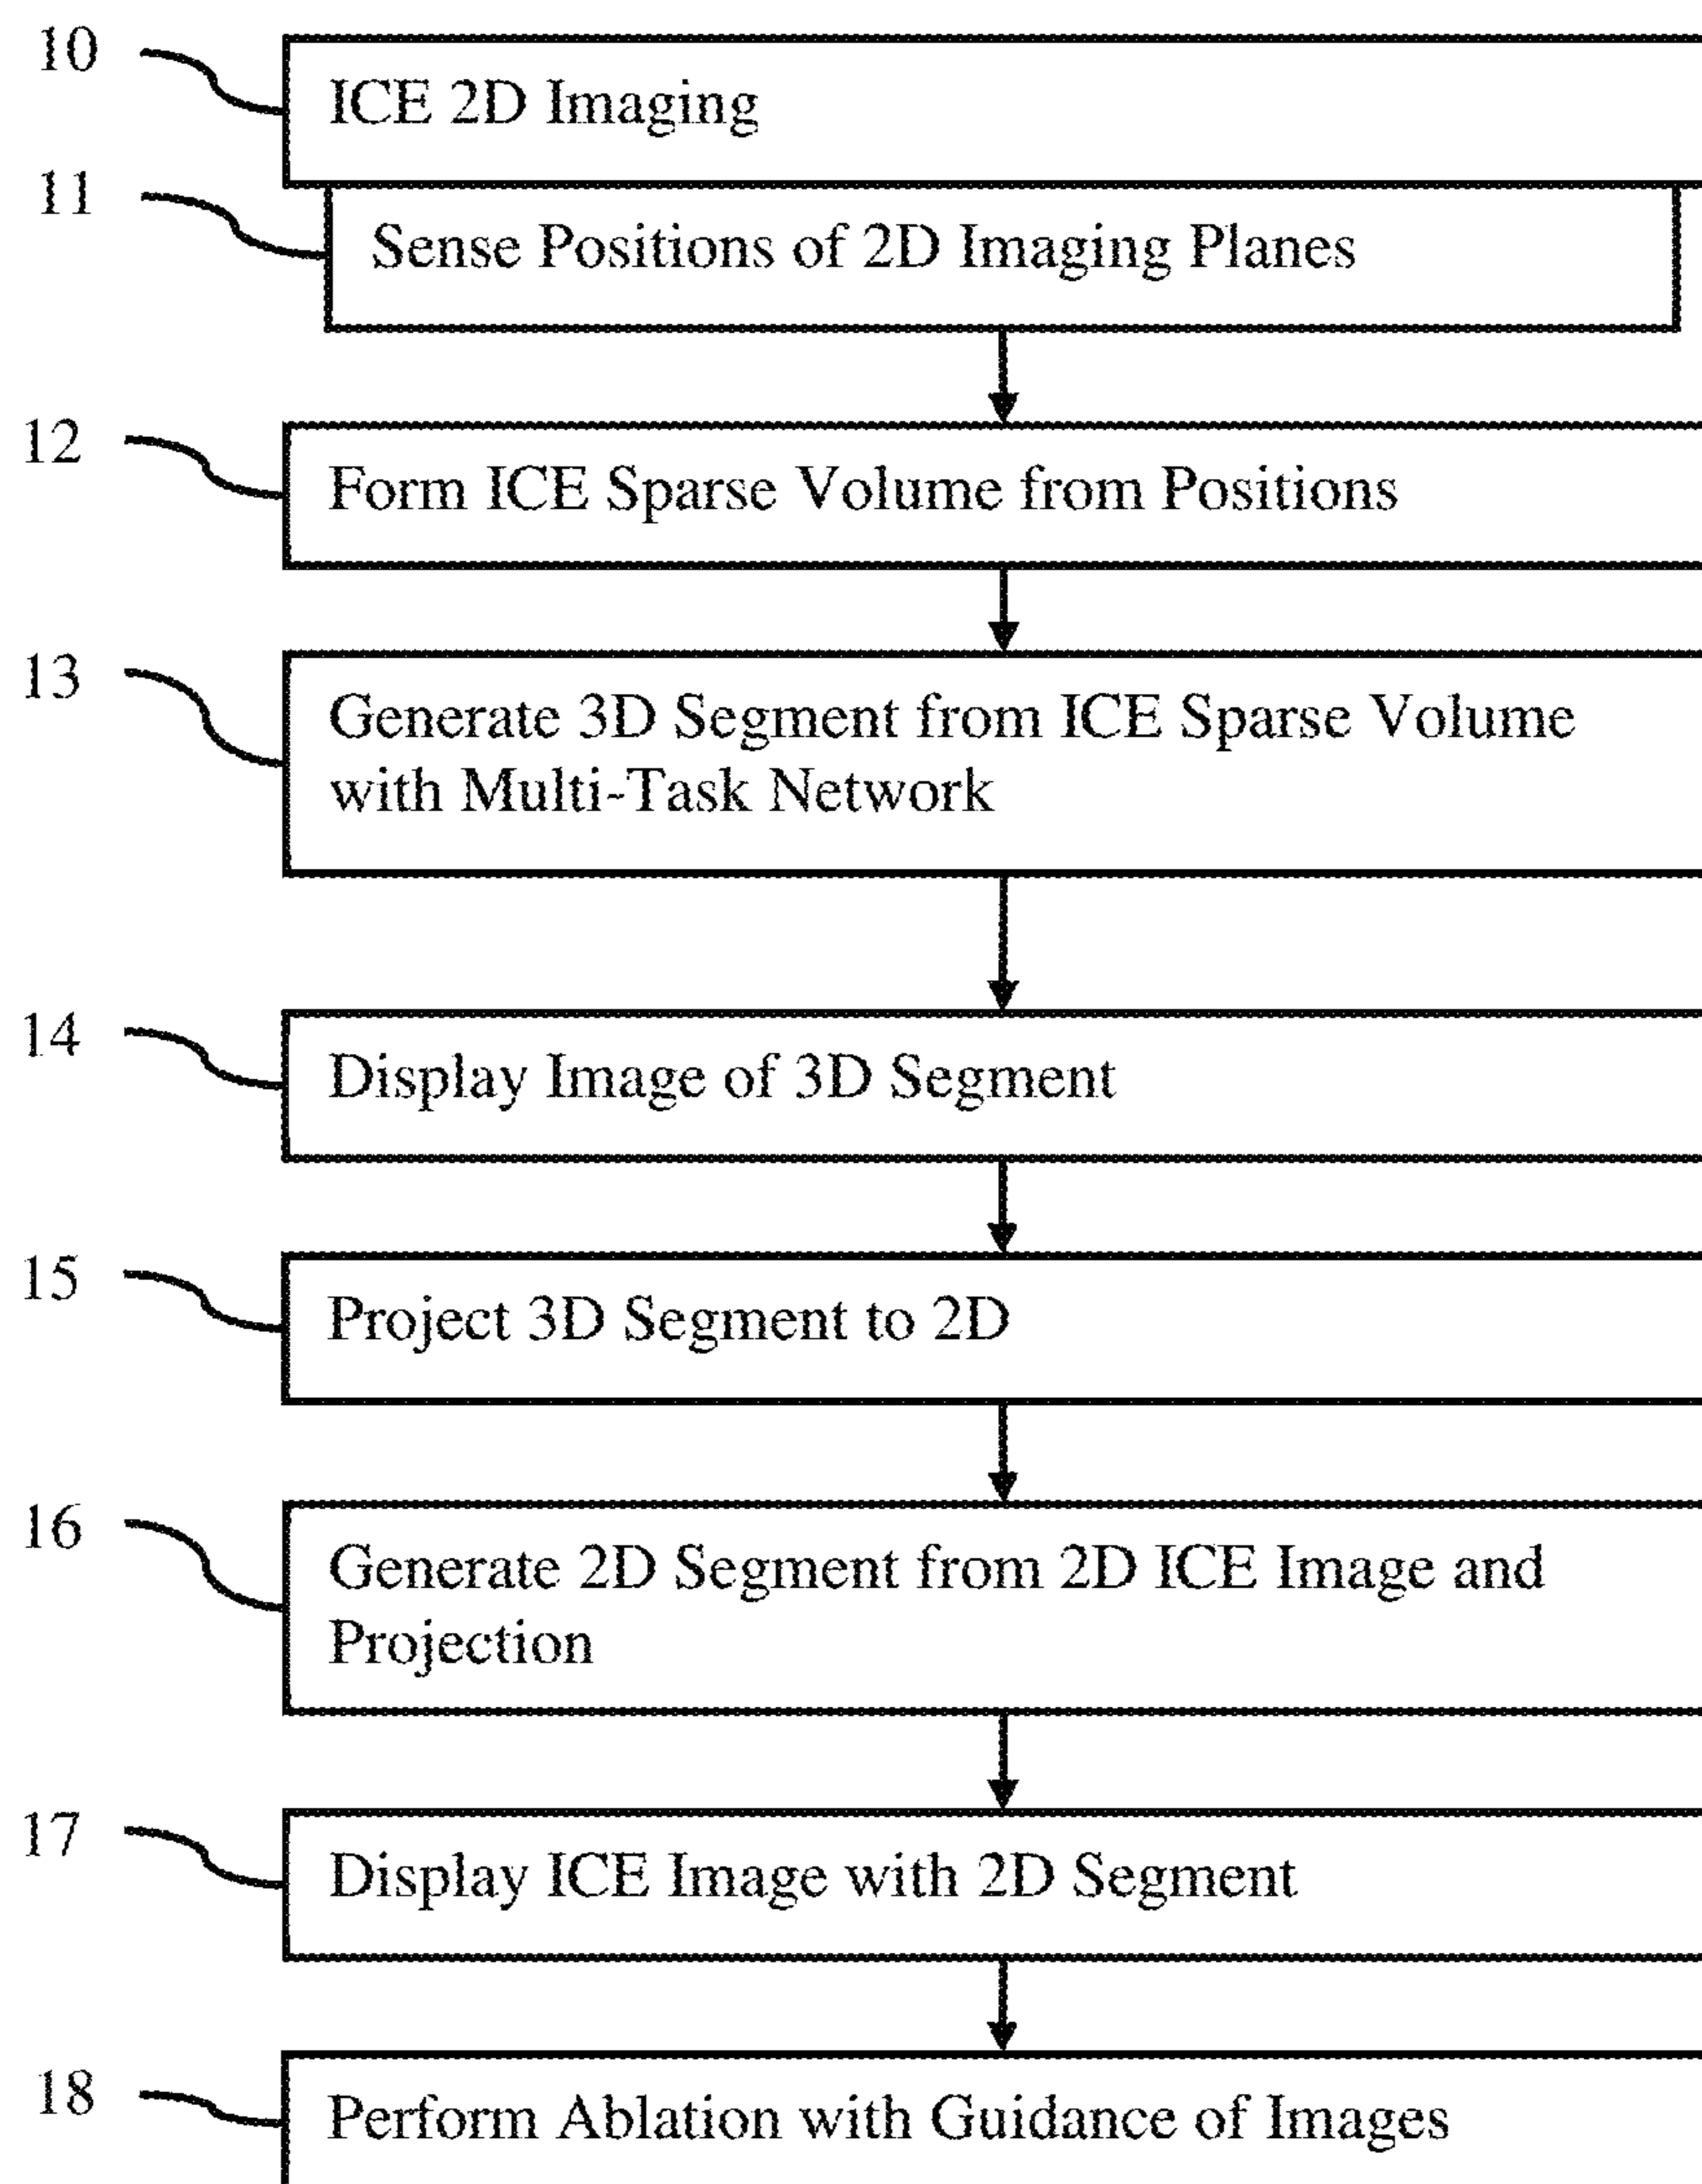 10
ICE 2D Imaging
11
Sense Positions of 2D Imaging Planes
12
Form ICE Sparse Volume from Positions
13
Generate 3D Segment from ICE Sparse Volume
with Multi-Task Network
14
Display Image of 3D Segment
15
Project 3D Segment to 2D
16
Generate 2D Segment from 2D ICE Image and
Projection
17
Display ICE Image with 2D Segment
18
Perform Ablation with Guidance of Images